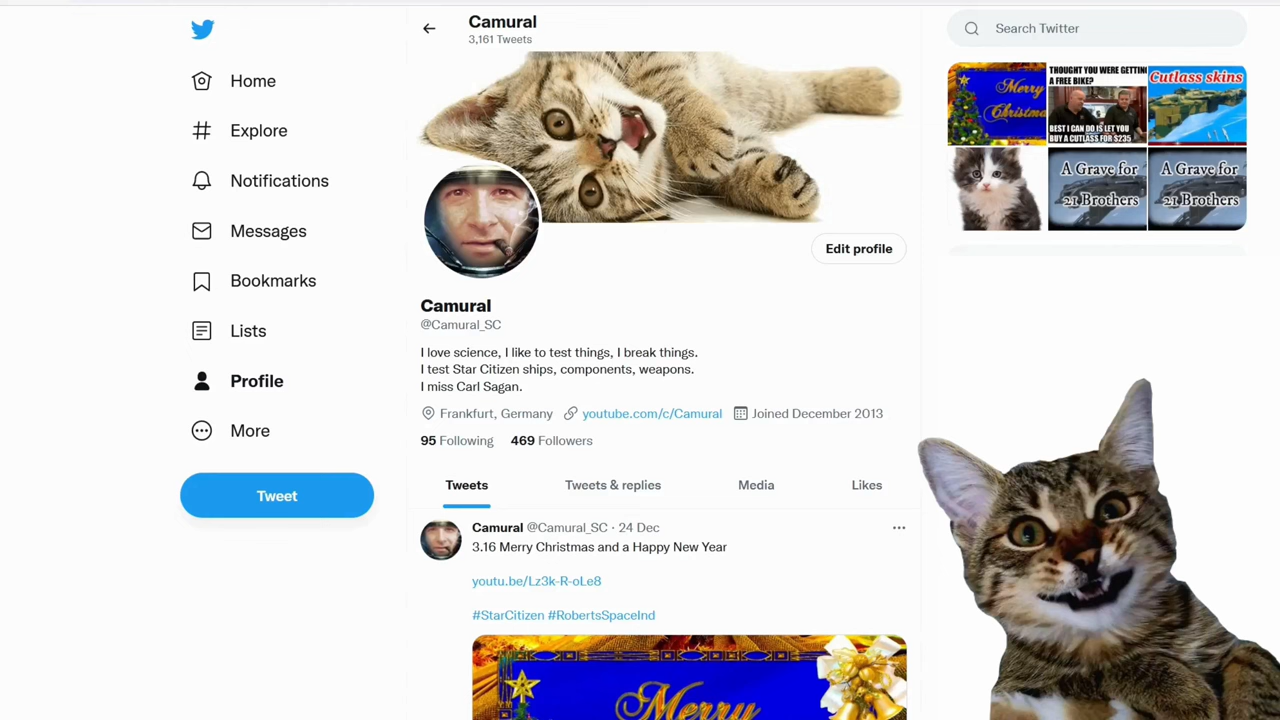 Camural
3,161 Tweets
Search Twitter
Home
Explore
Notifications
Messages
Bookmarks
Lists
Profile
More
Tweet
Edit profile
Camural
@Camural_SC
I love science, I like to test things, I break things.
I test Star Citizen ships, components, weapons.
I miss Carl Sagan.
Frankfurt, Germany youtube.com/c/Camural Joined December 2013
95 Following 469 Followers
Tweets Tweets & replies Media Likes
Camural @Camural_SC · 24 Dec
3.16 Merry Christmas and a Happy New Year
youtu.be/Lz3k-R-oLe8
#StarCitizen #RobertsSpaceInd
Merry
Merry
Christmas
THOUGHT YOU WERE GETTING
A FREE BIKE?
BEST I CAN DO IS LET YOU
BUY A CUTLASS FOR $235
Cutlass skins
A Grave for
21 Brothers
A Grave for
21 Brothers